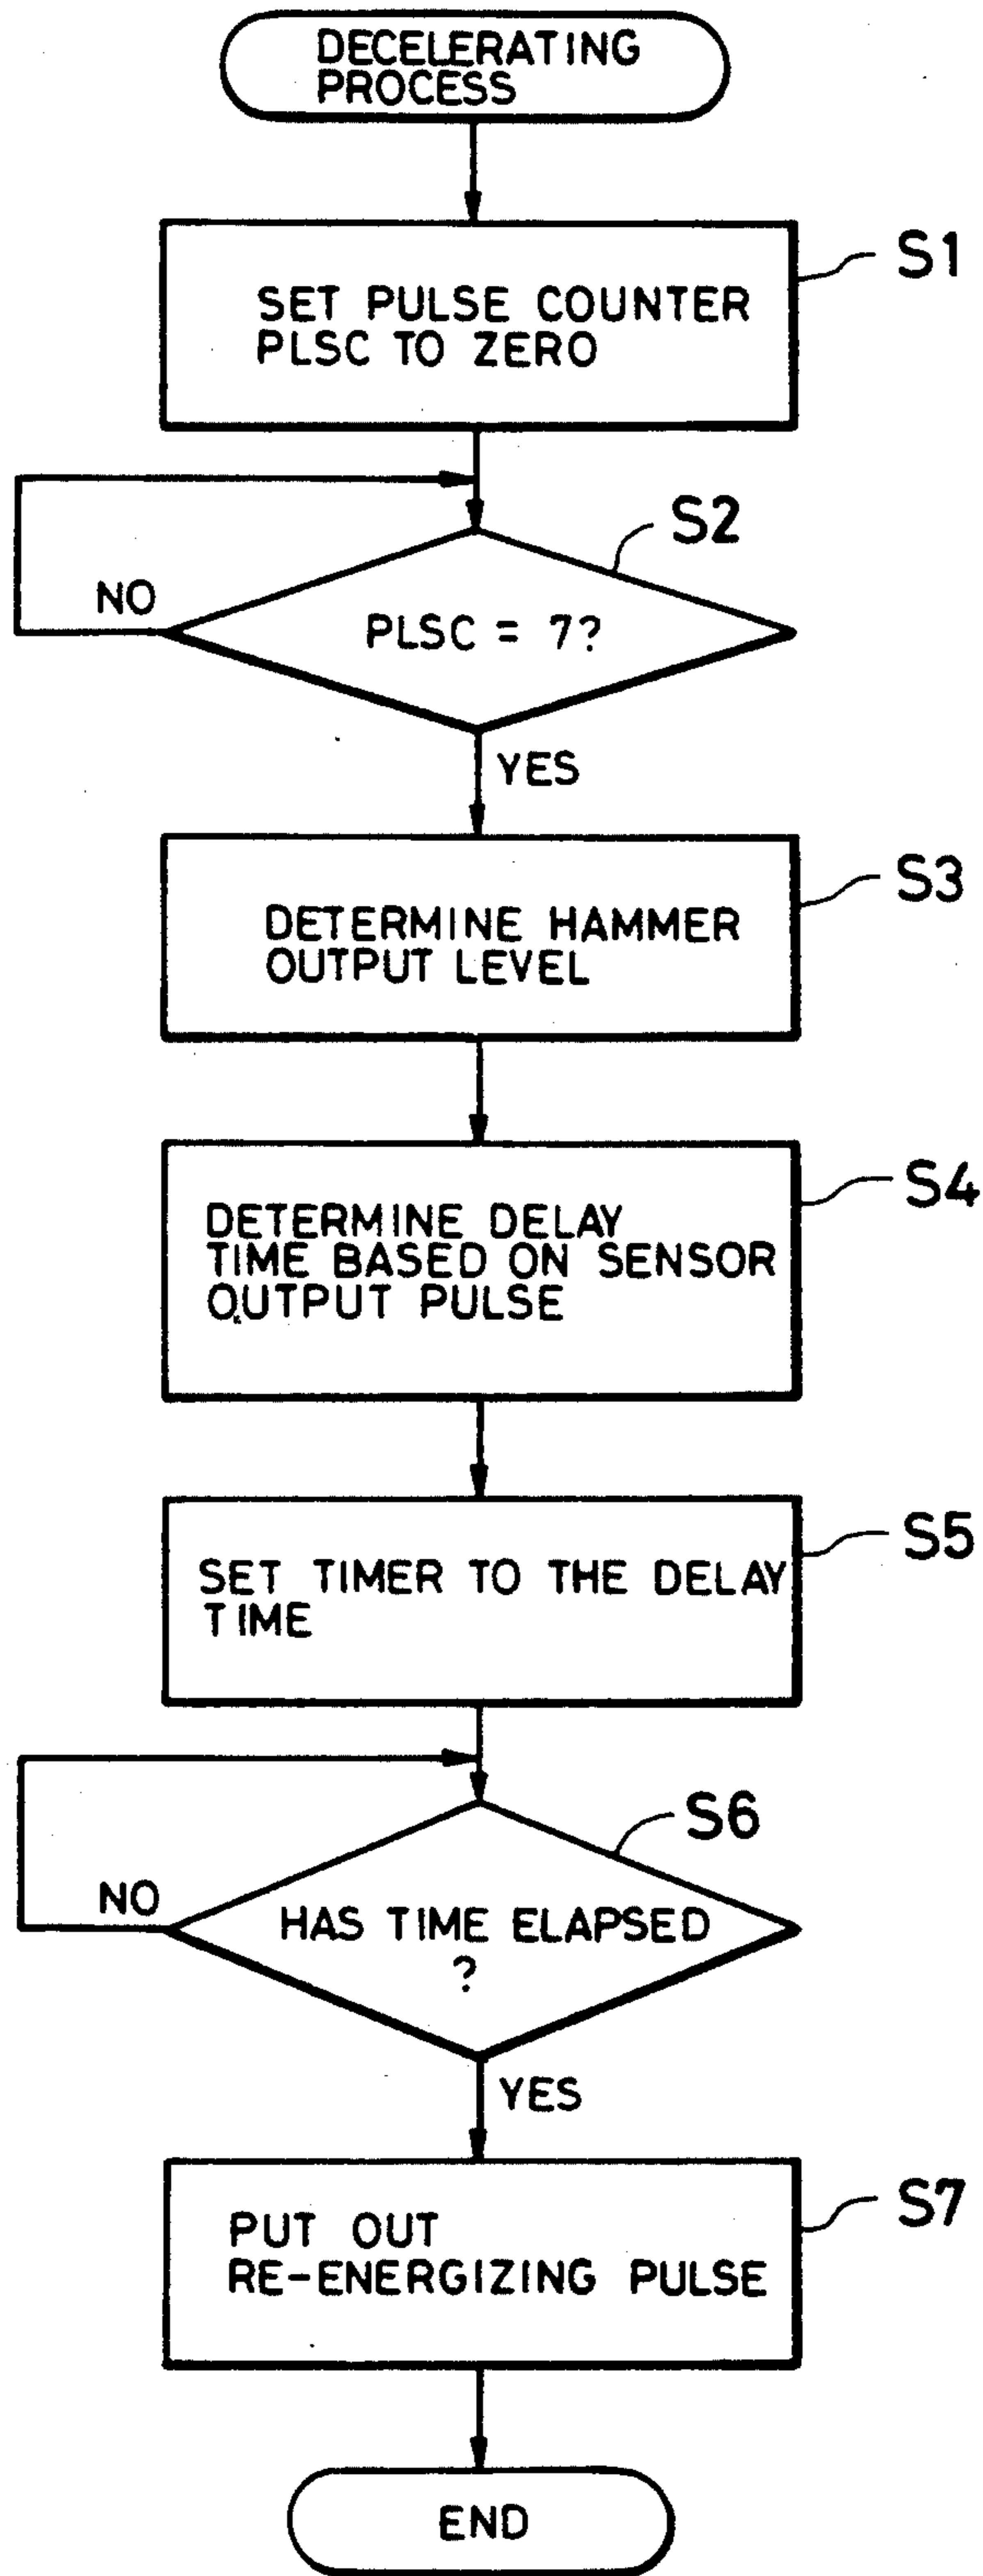 DECELERATING
PROCESS
S1
SET PULSE COUNTER
PLSC TO ZERO
S2
NO
PLSC = 7?
YES
S3
DETERMINE HAMMER
OUTPUT LEVEL
S4
DETERMINE DELAY
TIME BASED ON SENSOR
OUTPUT PULSE
S5
SET TIMER TO THE DELAY
TIME
S6
NO
HAS TIME ELAPSED
?
YES
S7
PUT OUT
RE-ENERGIZING PULSE
END